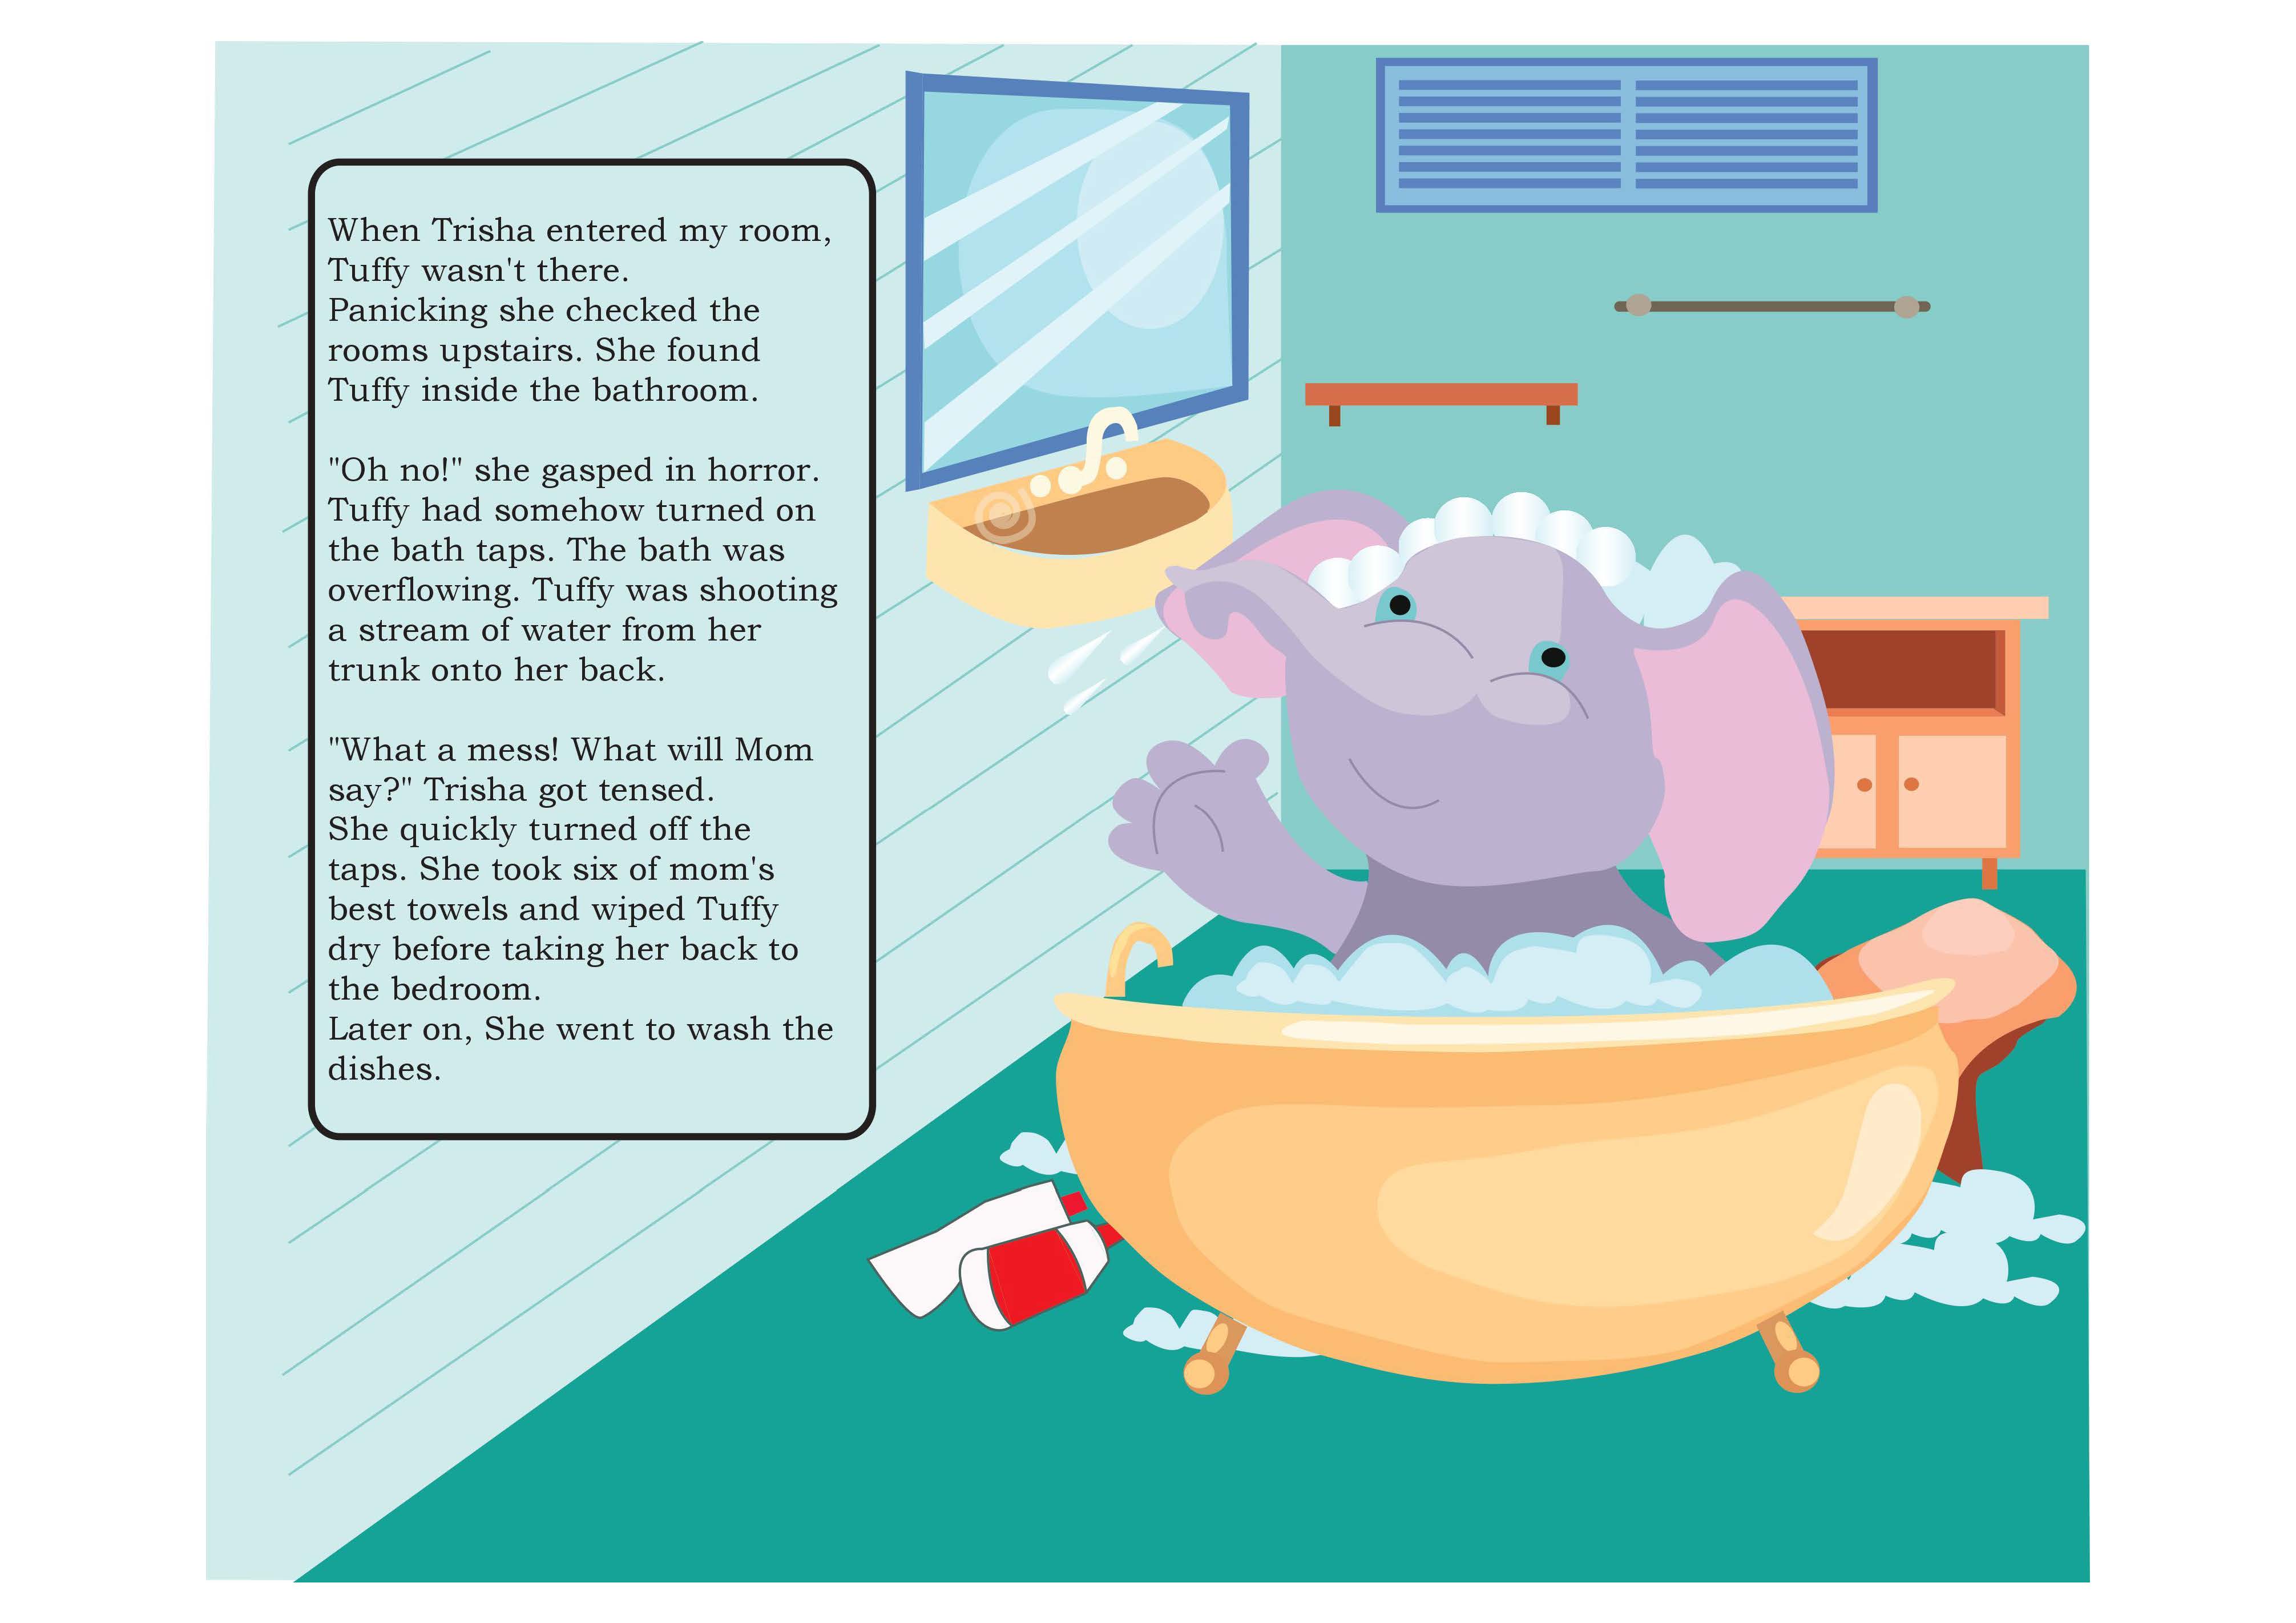 When Trisha entered my room,
Tuffy wasn't there.
Panicking she checked the
rooms upstairs. She found
Tuffy inside the bathroom.
"Oh no!" she gasped in horror.
Tuffy had somehow turned on
the bath taps. The bath was
overflowing. Tuffy was shooting
a stream of water from her
trunk onto her back.
"What a mess! What will Mom
say?" Trisha got tensed.
She quickly turned off the
taps. She took six of mom's
best towels and wiped Tuffy
dry before taking her back to
the bedroom.
Later on, She went to wash the
dishes.